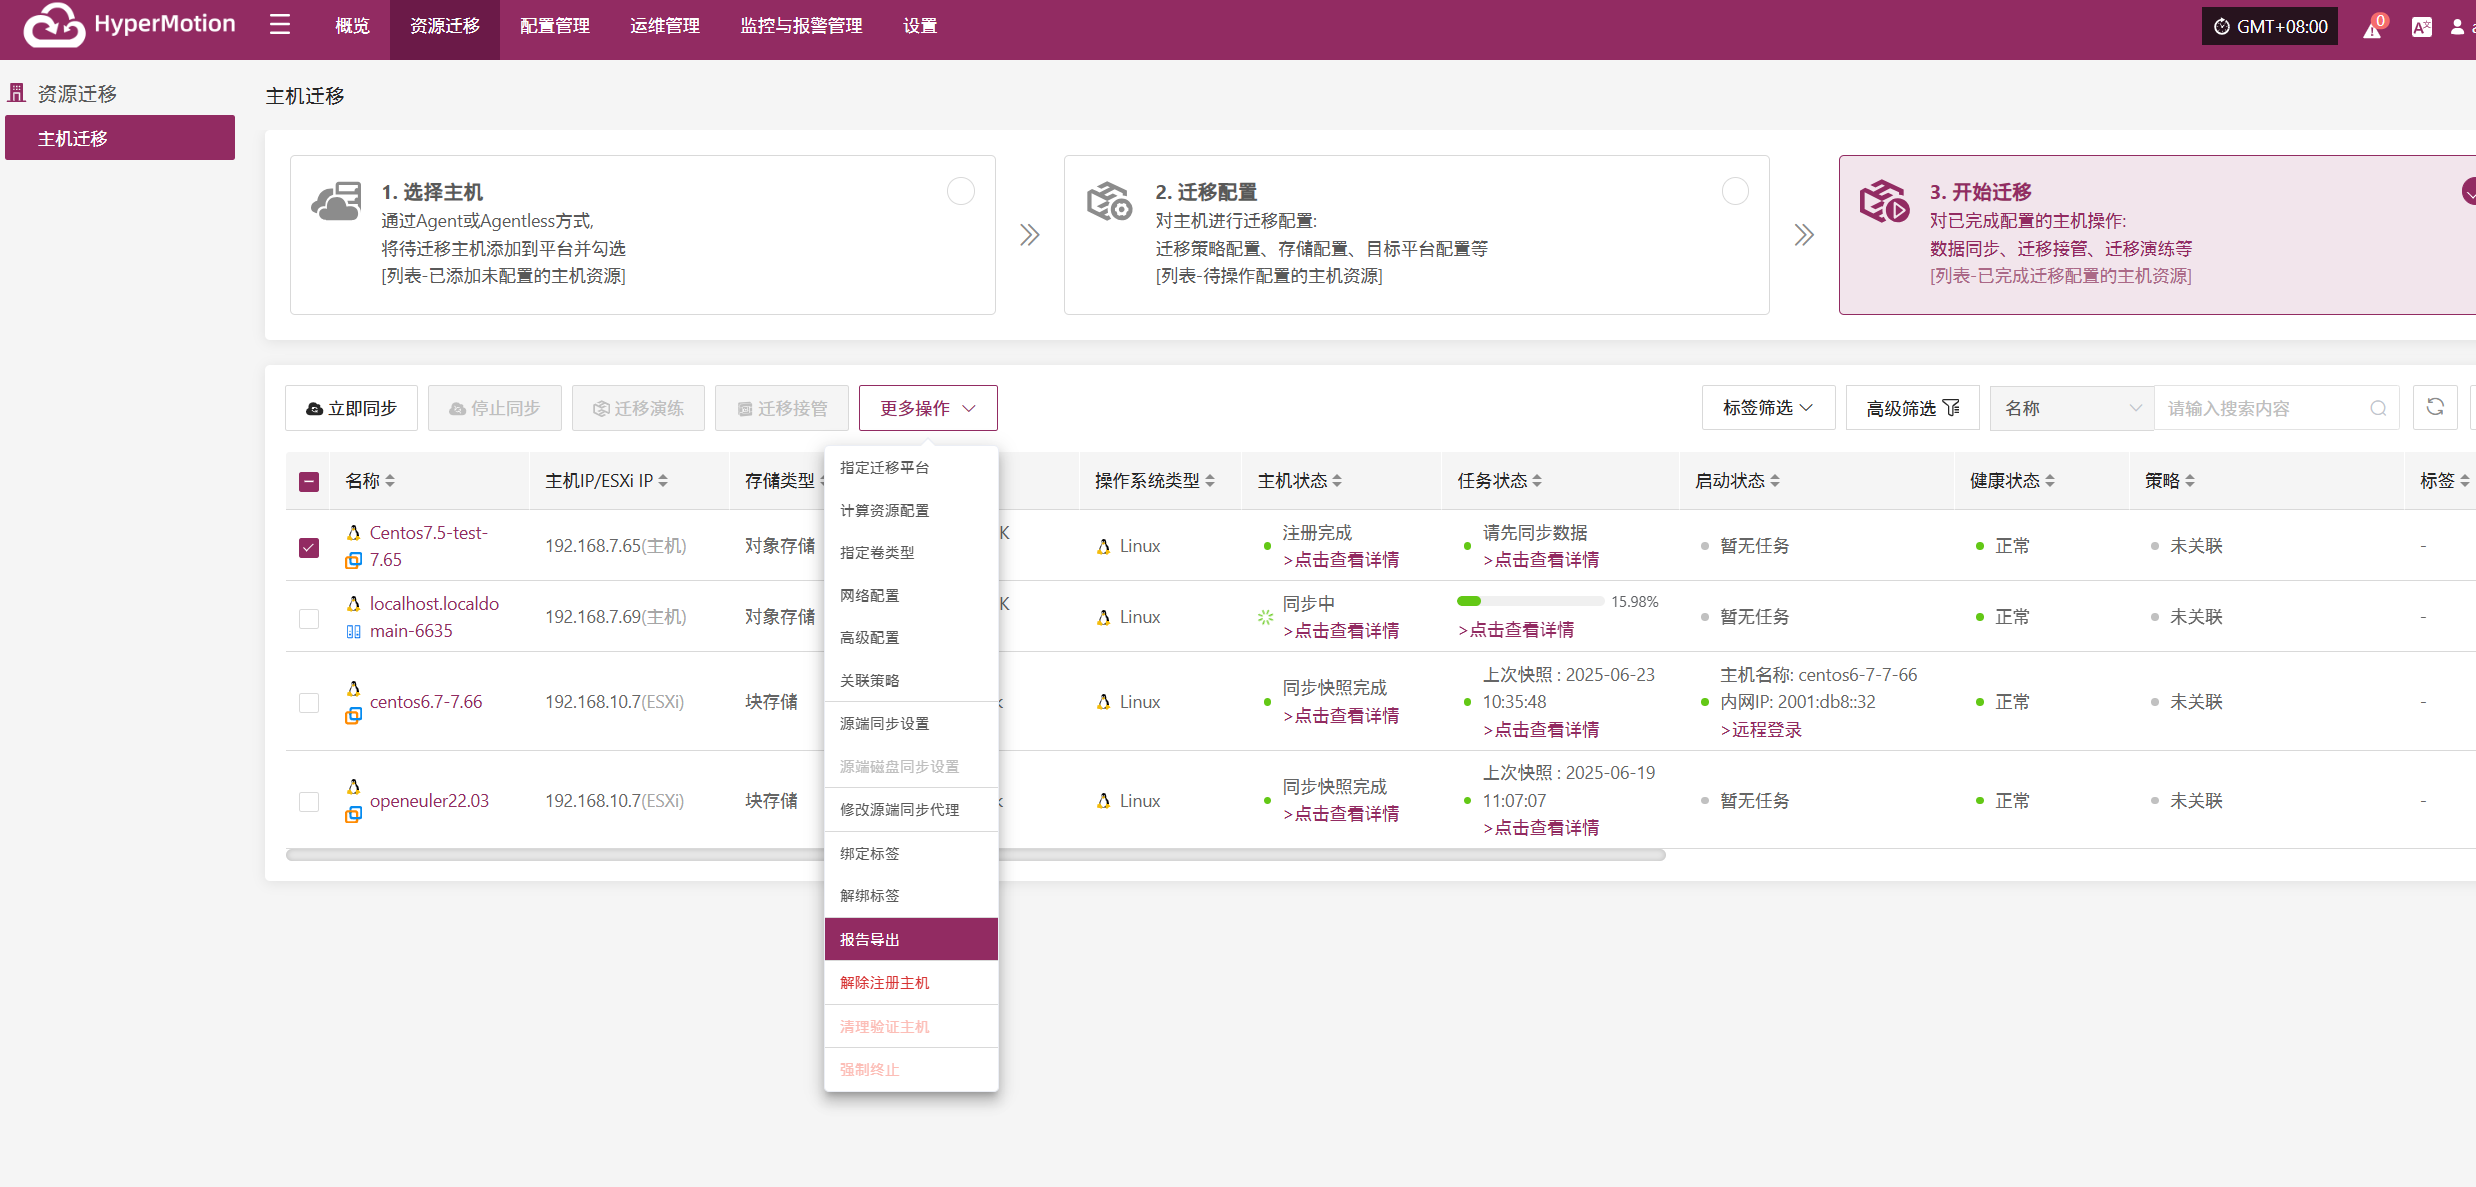 HyperMotion
概览
资源迁移
配置管理
运维管理
监控与报警管理
设置
GMT+08:00
0
资源迁移
主机迁移
主机迁移
1. 选择主机
通过Agent或Agentless方式,
将待迁移主机添加到平台并勾选
[列表-已添加未配置的主机资源]
2. 迁移配置
对主机进行迁移配置:
迁移策略配置、存储配置、目标平台配置等
[列表-待操作配置的主机资源]
3. 开始迁移
对已完成配置的主机操作:
数据同步、迁移接管、迁移演练等
[列表-已完成迁移配置的主机资源]
立即同步
停止同步
迁移演练
迁移接管
更多操作
标签筛选
高级筛选
名称
请输入搜索内容
名称
主机IP/ESXi IP
存储类型
操作系统类型
主机状态
任务状态
启动状态
健康状态
策略
标签
Centos7.5-test-
7.65
192.168.7.65(主机)
对象存储
K
Linux
注册完成
>点击查看详情
请先同步数据
>点击查看详情
暂无任务
正常
未关联
-
localhost.localdo
main-6635
192.168.7.69(主机)
对象存储
K
Linux
同步中
>点击查看详情
15.98%
>点击查看详情
暂无任务
正常
未关联
-
centos6.7-7.66
192.168.10.7(ESXi)
块存储
Linux
同步快照完成
>点击查看详情
上次快照 : 2025-06-23
10:35:48
>点击查看详情
主机名称: centos6-7-7-66
内网IP: 2001:db8::32
>远程登录
正常
未关联
-
openeuler22.03
192.168.10.7(ESXi)
块存储
Linux
同步快照完成
>点击查看详情
上次快照 : 2025-06-19
11:07:07
>点击查看详情
暂无任务
正常
未关联
-
指定迁移平台
计算资源配置
指定卷类型
网络配置
高级配置
关联策略
源端同步设置
源端磁盘同步设置
修改源端同步代理
绑定标签
解绑标签
报告导出
解除注册主机
清理验证主机
强制终止